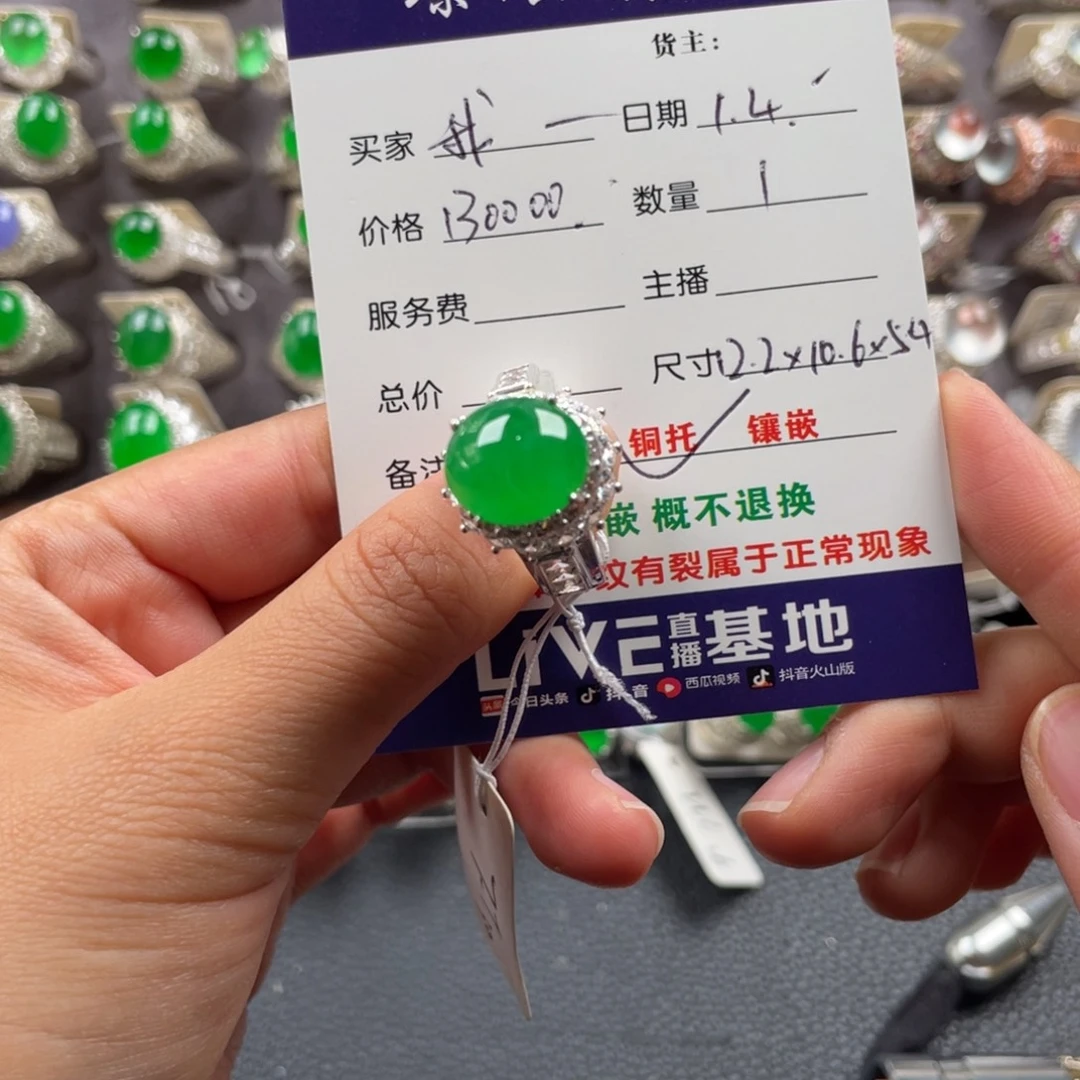 货主:
买家 日期 1.4.
价格 130000. 数量 1
服务费 主播
总价 尺寸 12.2x10.6x5.4
备注 铜托 镶嵌
嵌 概不退换
纹有裂属于正常现象
LIVE 直播 基地
头条 今日头条 抖音 西瓜视频 抖音火山版